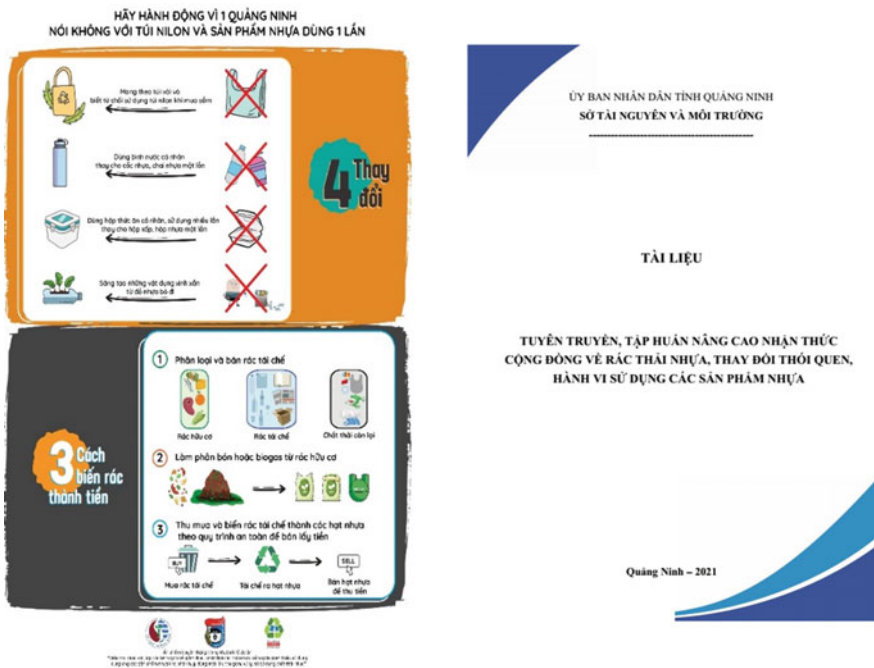 HÃY HÀNH ĐỘNG VÌ 1 QUẢNG NINH
NÓI KHÔNG VỚI TÚI NILON VÀ SẢN PHẨM NHỰA DÙNG 1 LẦN
Mang theo túi vải và
biết từ chối sử dụng túi nilon khi mua sắm
Dùng bình nước cá nhân
thay cho cốc nhựa, chai nhựa một lần
Dùng hộp thức ăn cá nhân, sử dụng nhiều lần
thay cho hộp xốp, hộp nhựa một lần
Sáng tạo những vật dụng xinh xắn
từ đồ nhựa bỏ đi
4 Thay
đổi
3 Cách
biến rác
thành tiền
1 Phân loại và bán rác tái chế
Rác hữu cơ
Rác tái chế
Chất thải còn lại
2 Làm phân bón hoặc biogas từ rác hữu cơ
3 Thu mua và biến rác tái chế thành các hạt nhựa
theo quy trình an toàn để bán lấy tiền
BUY
SELL
Mua rác tái chế
Tái chế ra hạt nhựa
Bán hạt nhựa
để thu tiền
ỦY BAN NHÂN DÂN TỈNH QUẢNG NINH
SỞ TÀI NGUYÊN VÀ MÔI TRƯỜNG
TÀI LIỆU
TUYÊN TRUYỀN, TẬP HUẤN NÂNG CAO NHẬN THỨC
CỘNG ĐỒNG VỀ RÁC THẢI NHỰA, THAY ĐỔI THÓI QUEN,
HÀNH VI SỬ DỤNG CÁC SẢN PHẨM NHỰA
Quảng Ninh – 2021